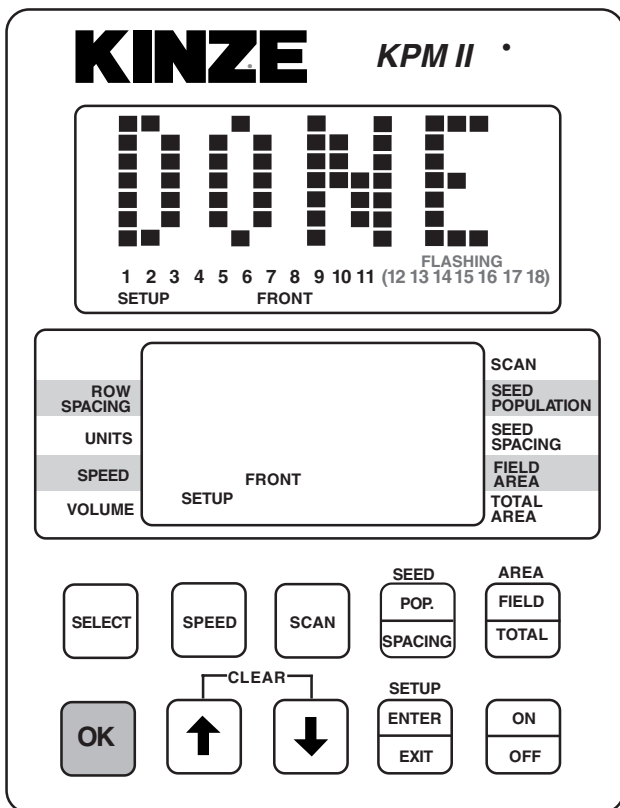 KINZE KPM II
DONE
FLASHING
1 2 3 4 5 6 7 8 9 10 11 (12 13 14 15 16 17 18)
SETUP FRONT
ROW
SPACING
UNITS
SPEED
VOLUME
FRONT
SETUP
SCAN
SEED
POPULATION
SEED
SPACING
FIELD
AREA
TOTAL
AREA
SELECT
SPEED
SCAN
SEED
POP.
SPACING
AREA
FIELD
TOTAL
OK
CLEAR
SETUP
ENTER
EXIT
ON
OFF